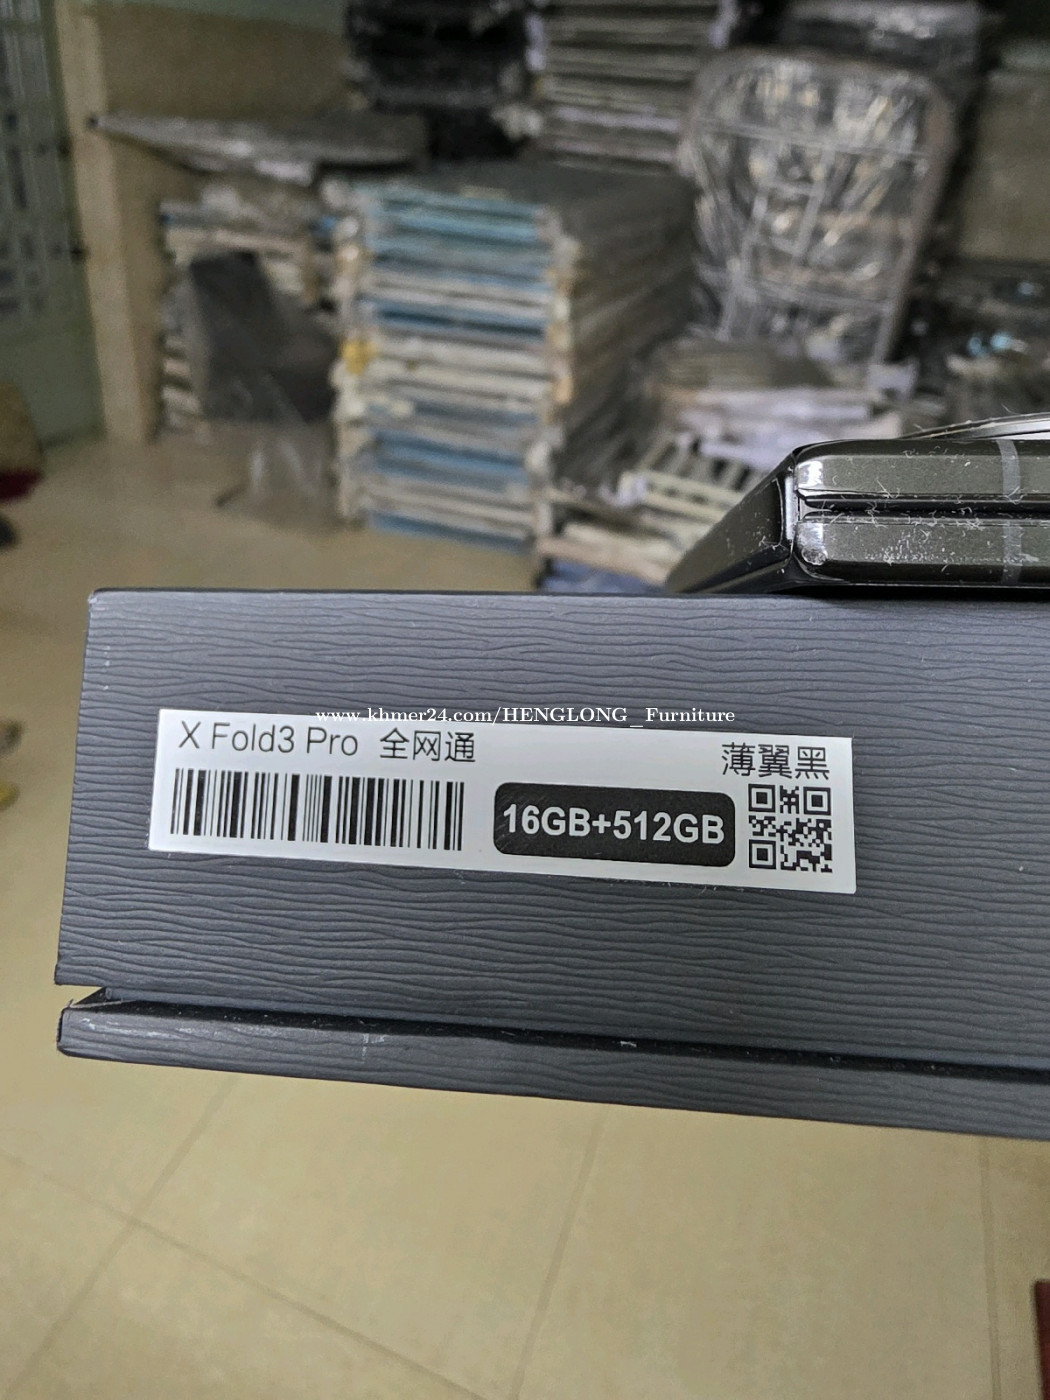 www.khmer24.com/HENGLONG_Furniture
X Fold3 Pro 全网通
薄翼黑
16GB+512GB